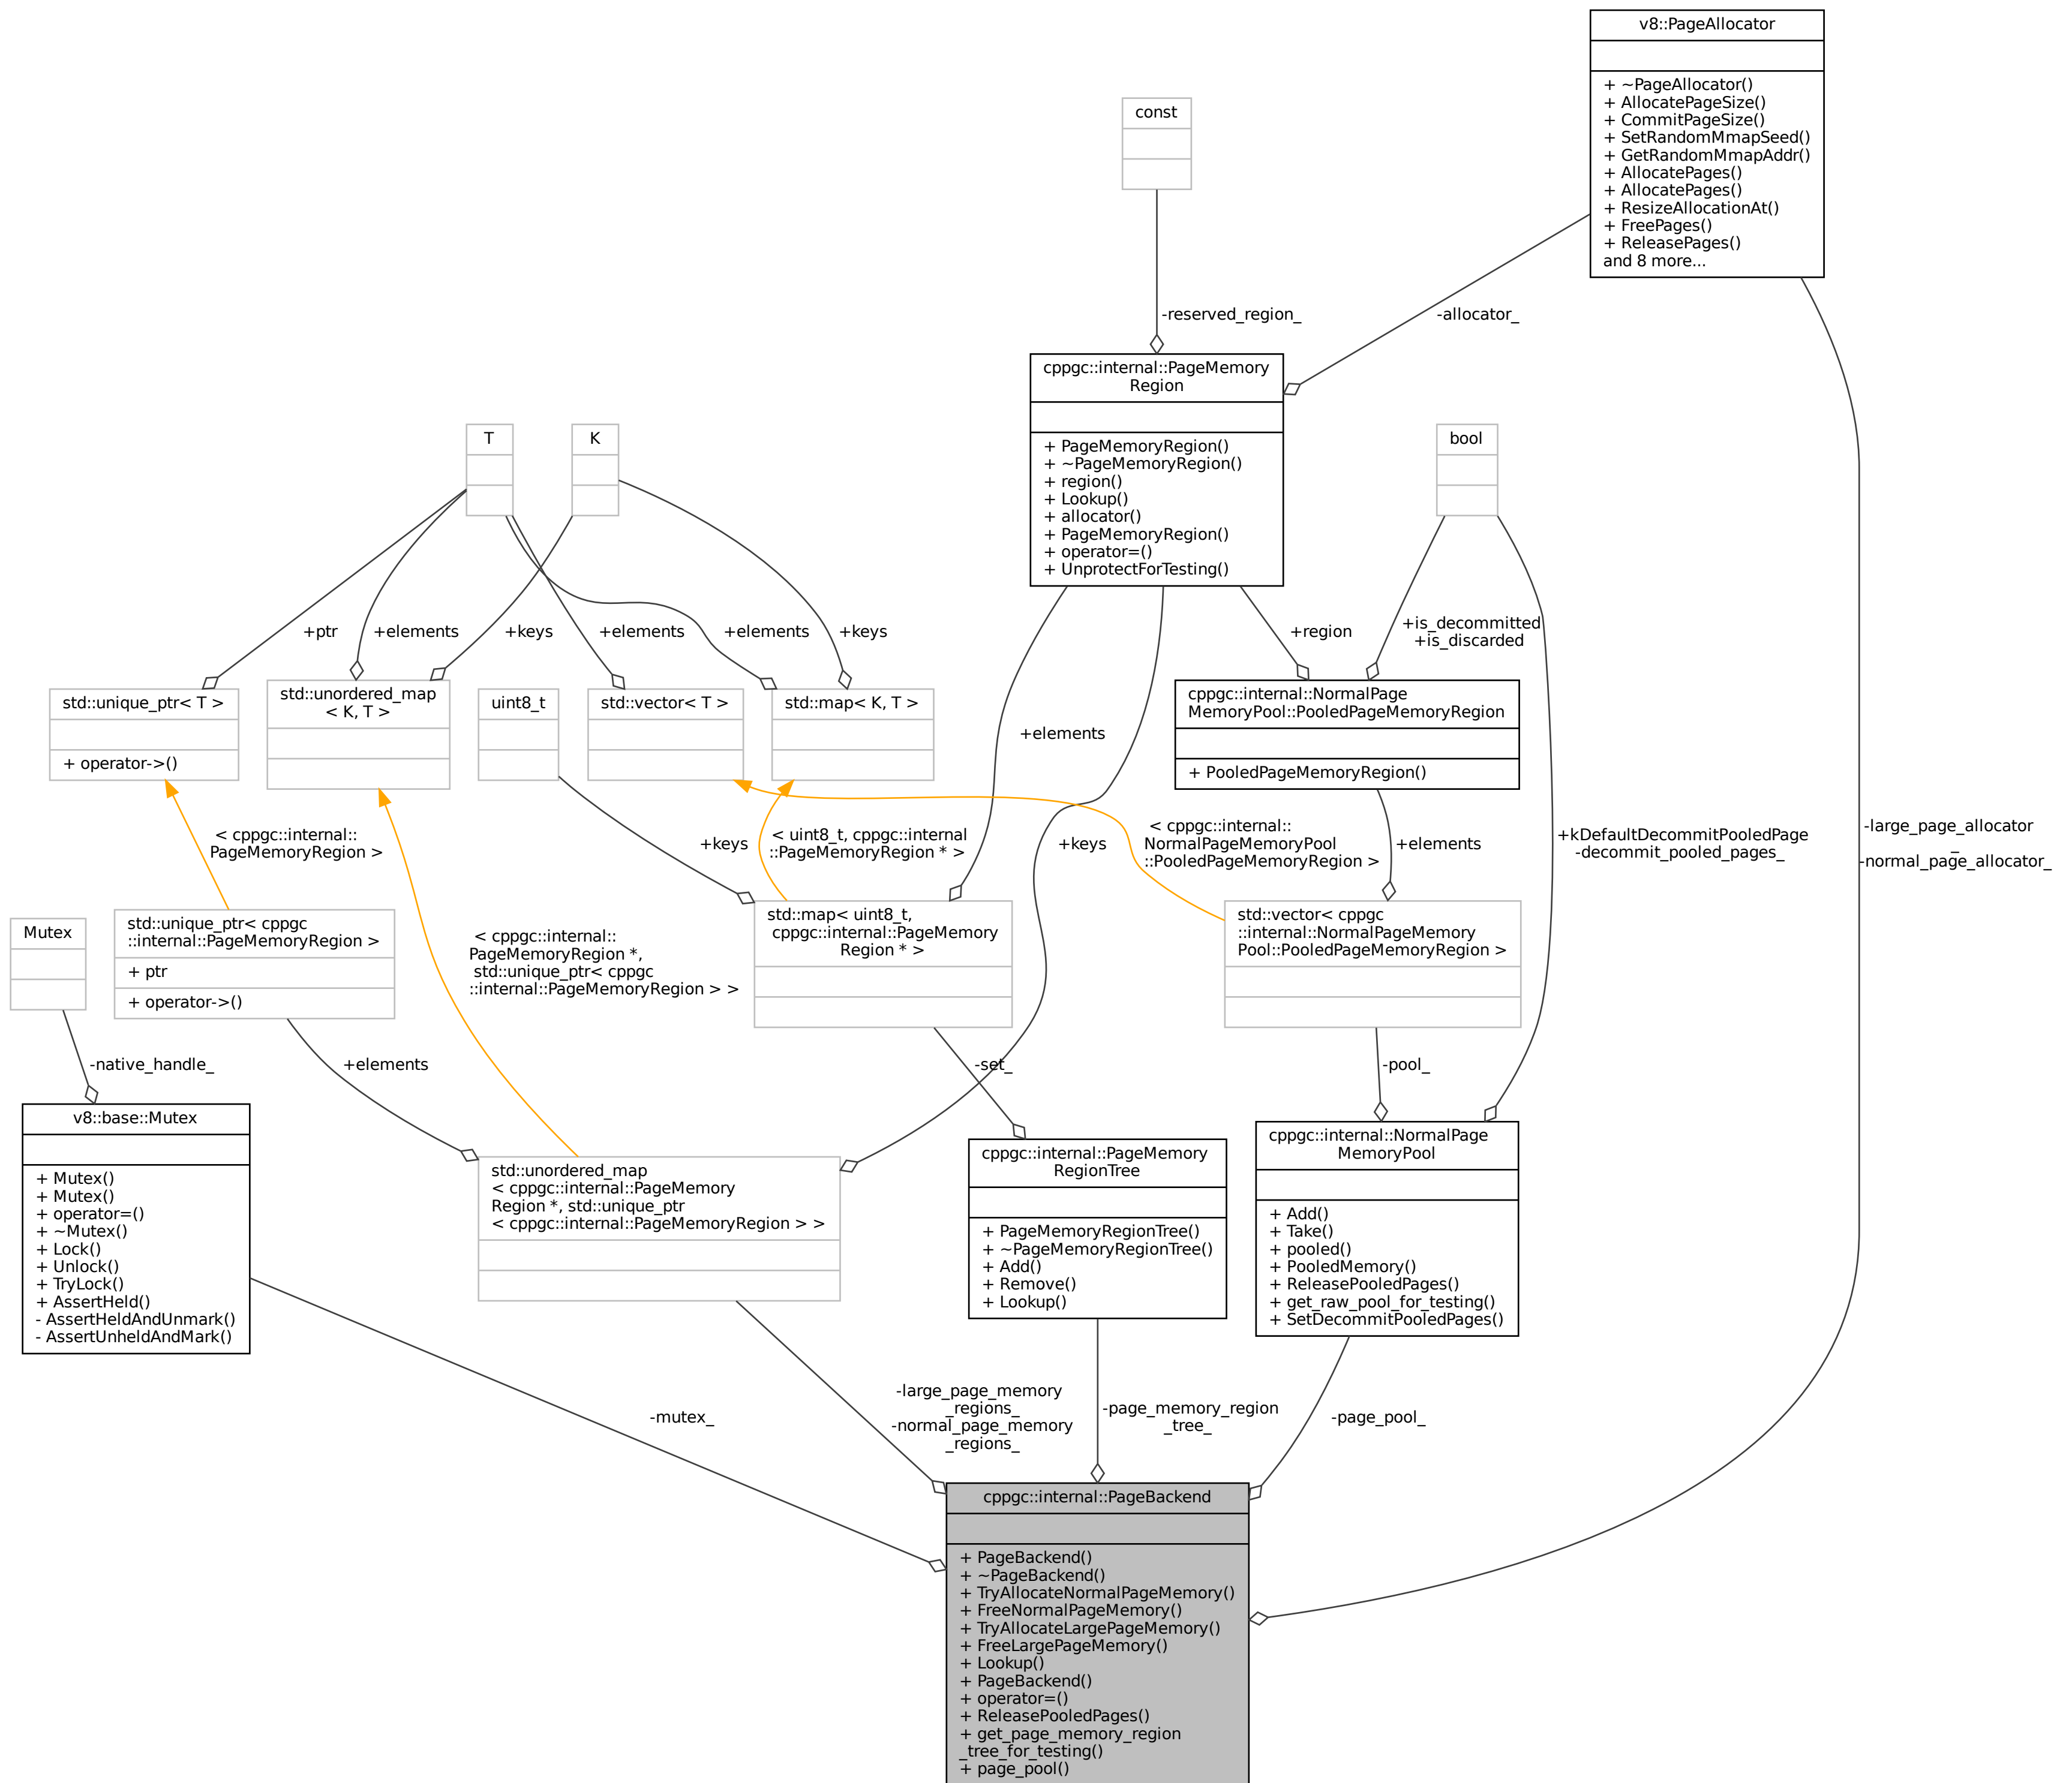 v8::PageAllocator
+ ~PageAllocator()
+ AllocatePageSize()
+ CommitPageSize()
+ SetRandomMmapSeed()
+ GetRandomMmapAddr()
+ AllocatePages()
+ AllocatePages()
+ ResizeAllocationAt()
+ FreePages()
+ ReleasePages()
and 8 more...
const
-reserved_region_
-allocator_
cppgc::internal::PageMemory
Region
+ PageMemoryRegion()
+ ~PageMemoryRegion()
+ region()
+ Lookup()
+ allocator()
+ PageMemoryRegion()
+ operator=()
+ UnprotectForTesting()
T
K
bool
+ptr
+elements
+keys
+elements
+elements
+keys
+region
+is_decommitted
+is_discarded
std::unique_ptr< T >
+ operator->()
std::unordered_map
< K, T >
uint8_t
std::vector< T >
std::map< K, T >
+elements
cppgc::internal::NormalPage
MemoryPool::PooledPageMemoryRegion
+ PooledPageMemoryRegion()
< cppgc::internal::
PageMemoryRegion >
+keys
< uint8_t, cppgc::internal
::PageMemoryRegion * >
+keys
< cppgc::internal::
NormalPageMemoryPool
::PooledPageMemoryRegion >
+elements
+kDefaultDecommitPooledPage
-decommit_pooled_pages_
-large_page_allocator
_
-normal_page_allocator_
Mutex
std::unique_ptr< cppgc
::internal::PageMemoryRegion >
+ ptr
+ operator->()
< cppgc::internal::
PageMemoryRegion *,
std::unique_ptr< cppgc
::internal::PageMemoryRegion > >
std::map< uint8_t,
cppgc::internal::PageMemory
Region * >
std::vector< cppgc
::internal::NormalPageMemory
Pool::PooledPageMemoryRegion >
-native_handle_
+elements
-set_
-pool_
v8::base::Mutex
+ Mutex()
+ Mutex()
+ operator=()
+ ~Mutex()
+ Lock()
+ Unlock()
+ TryLock()
+ AssertHeld()
- AssertHeldAndUnmark()
- AssertUnheldAndMark()
std::unordered_map
< cppgc::internal::PageMemory
Region *, std::unique_ptr
< cppgc::internal::PageMemoryRegion > >
cppgc::internal::PageMemory
RegionTree
+ PageMemoryRegionTree()
+ ~PageMemoryRegionTree()
+ Add()
+ Remove()
+ Lookup()
cppgc::internal::NormalPage
MemoryPool
+ Add()
+ Take()
+ pooled()
+ PooledMemory()
+ ReleasePooledPages()
+ get_raw_pool_for_testing()
+ SetDecommitPooledPages()
-mutex_
-large_page_memory
_regions_
-normal_page_memory
_regions_
-page_memory_region
_tree_
-page_pool_
cppgc::internal::PageBackend
+ PageBackend()
+ ~PageBackend()
+ TryAllocateNormalPageMemory()
+ FreeNormalPageMemory()
+ TryAllocateLargePageMemory()
+ FreeLargePageMemory()
+ Lookup()
+ PageBackend()
+ operator=()
+ ReleasePooledPages()
+ get_page_memory_region
_tree_for_testing()
+ page_pool()